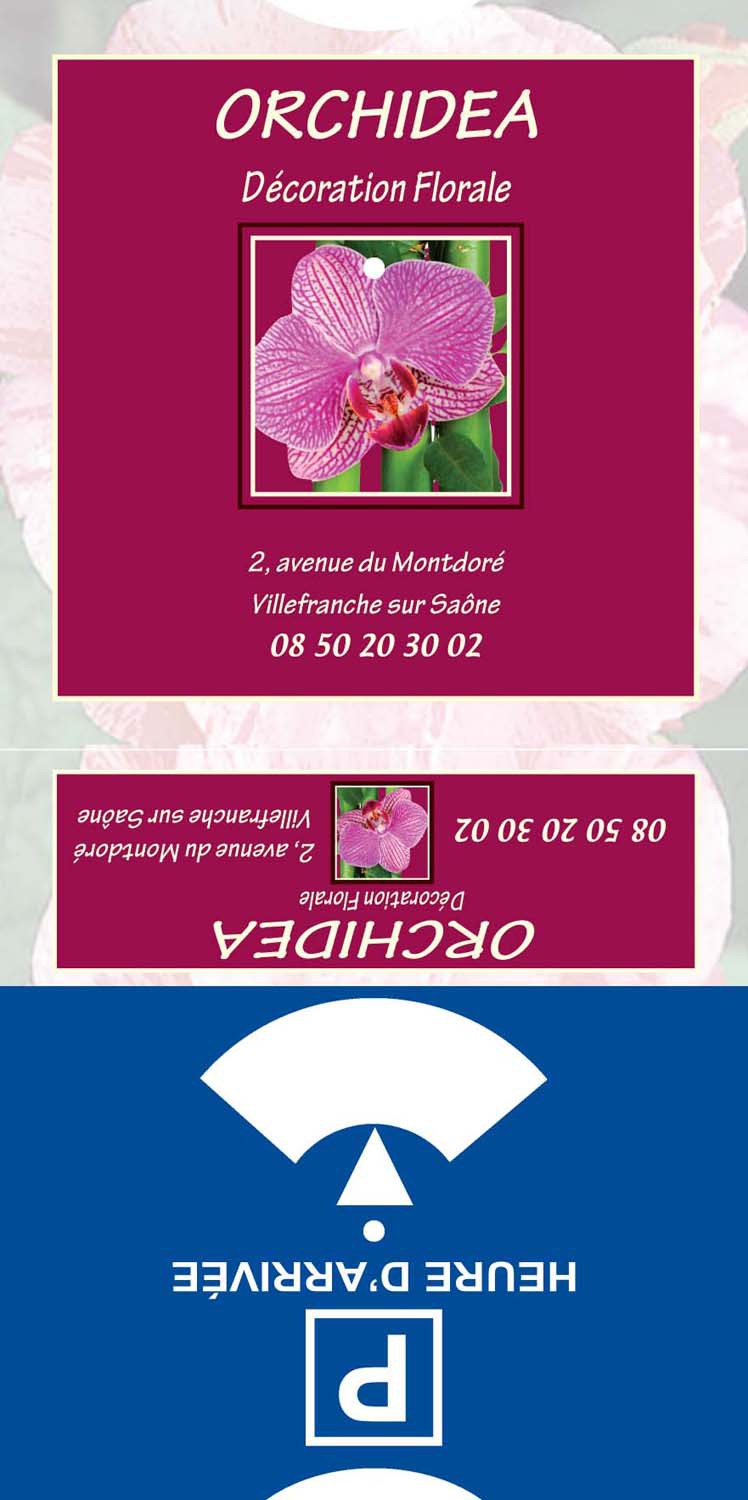 ORCHIDEA
Décoration Florale
2, avenue du Montdoré
Villefranche sur Saône
08 50 20 30 02
ORCHIDEA
Décoration Florale
2, avenue du Montdoré
Villefranche sur Saône
08 50 20 30 02
HEURE D'ARRIVÉE
P